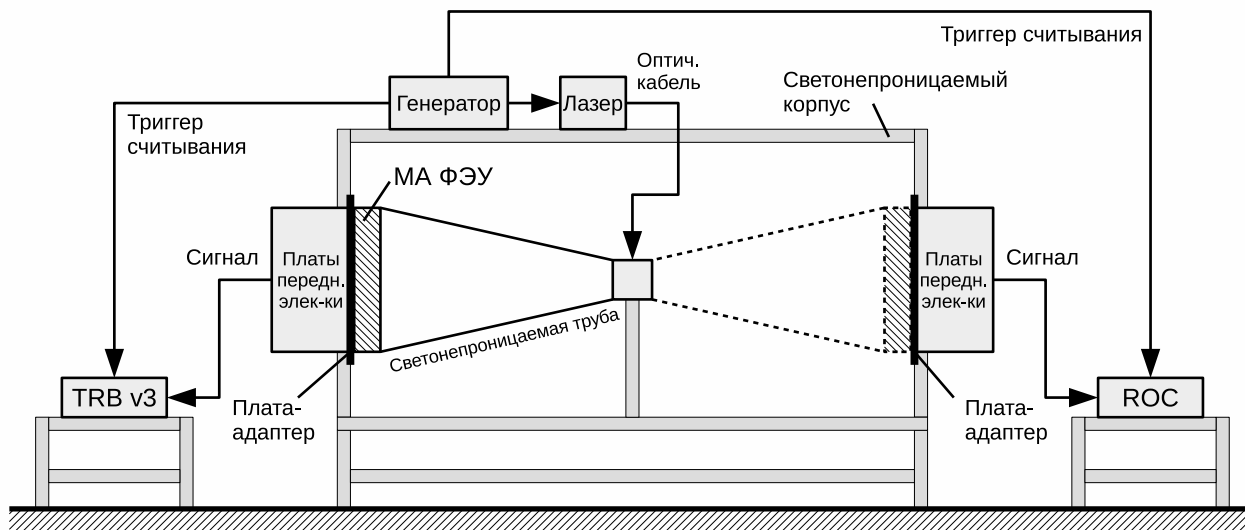 Триггер считывания
Оптич.
кабель
Светонепроницаемый
корпус
Генератор
Лазер
Триггер
считывания
МА ФЭУ
Сигнал
Платы
передн.
элек-ки
Платы
передн.
элек-ки
Сигнал
Светонепроницаемая труба
TRB v3
Плата-
адаптер
Плата-
адаптер
ROC